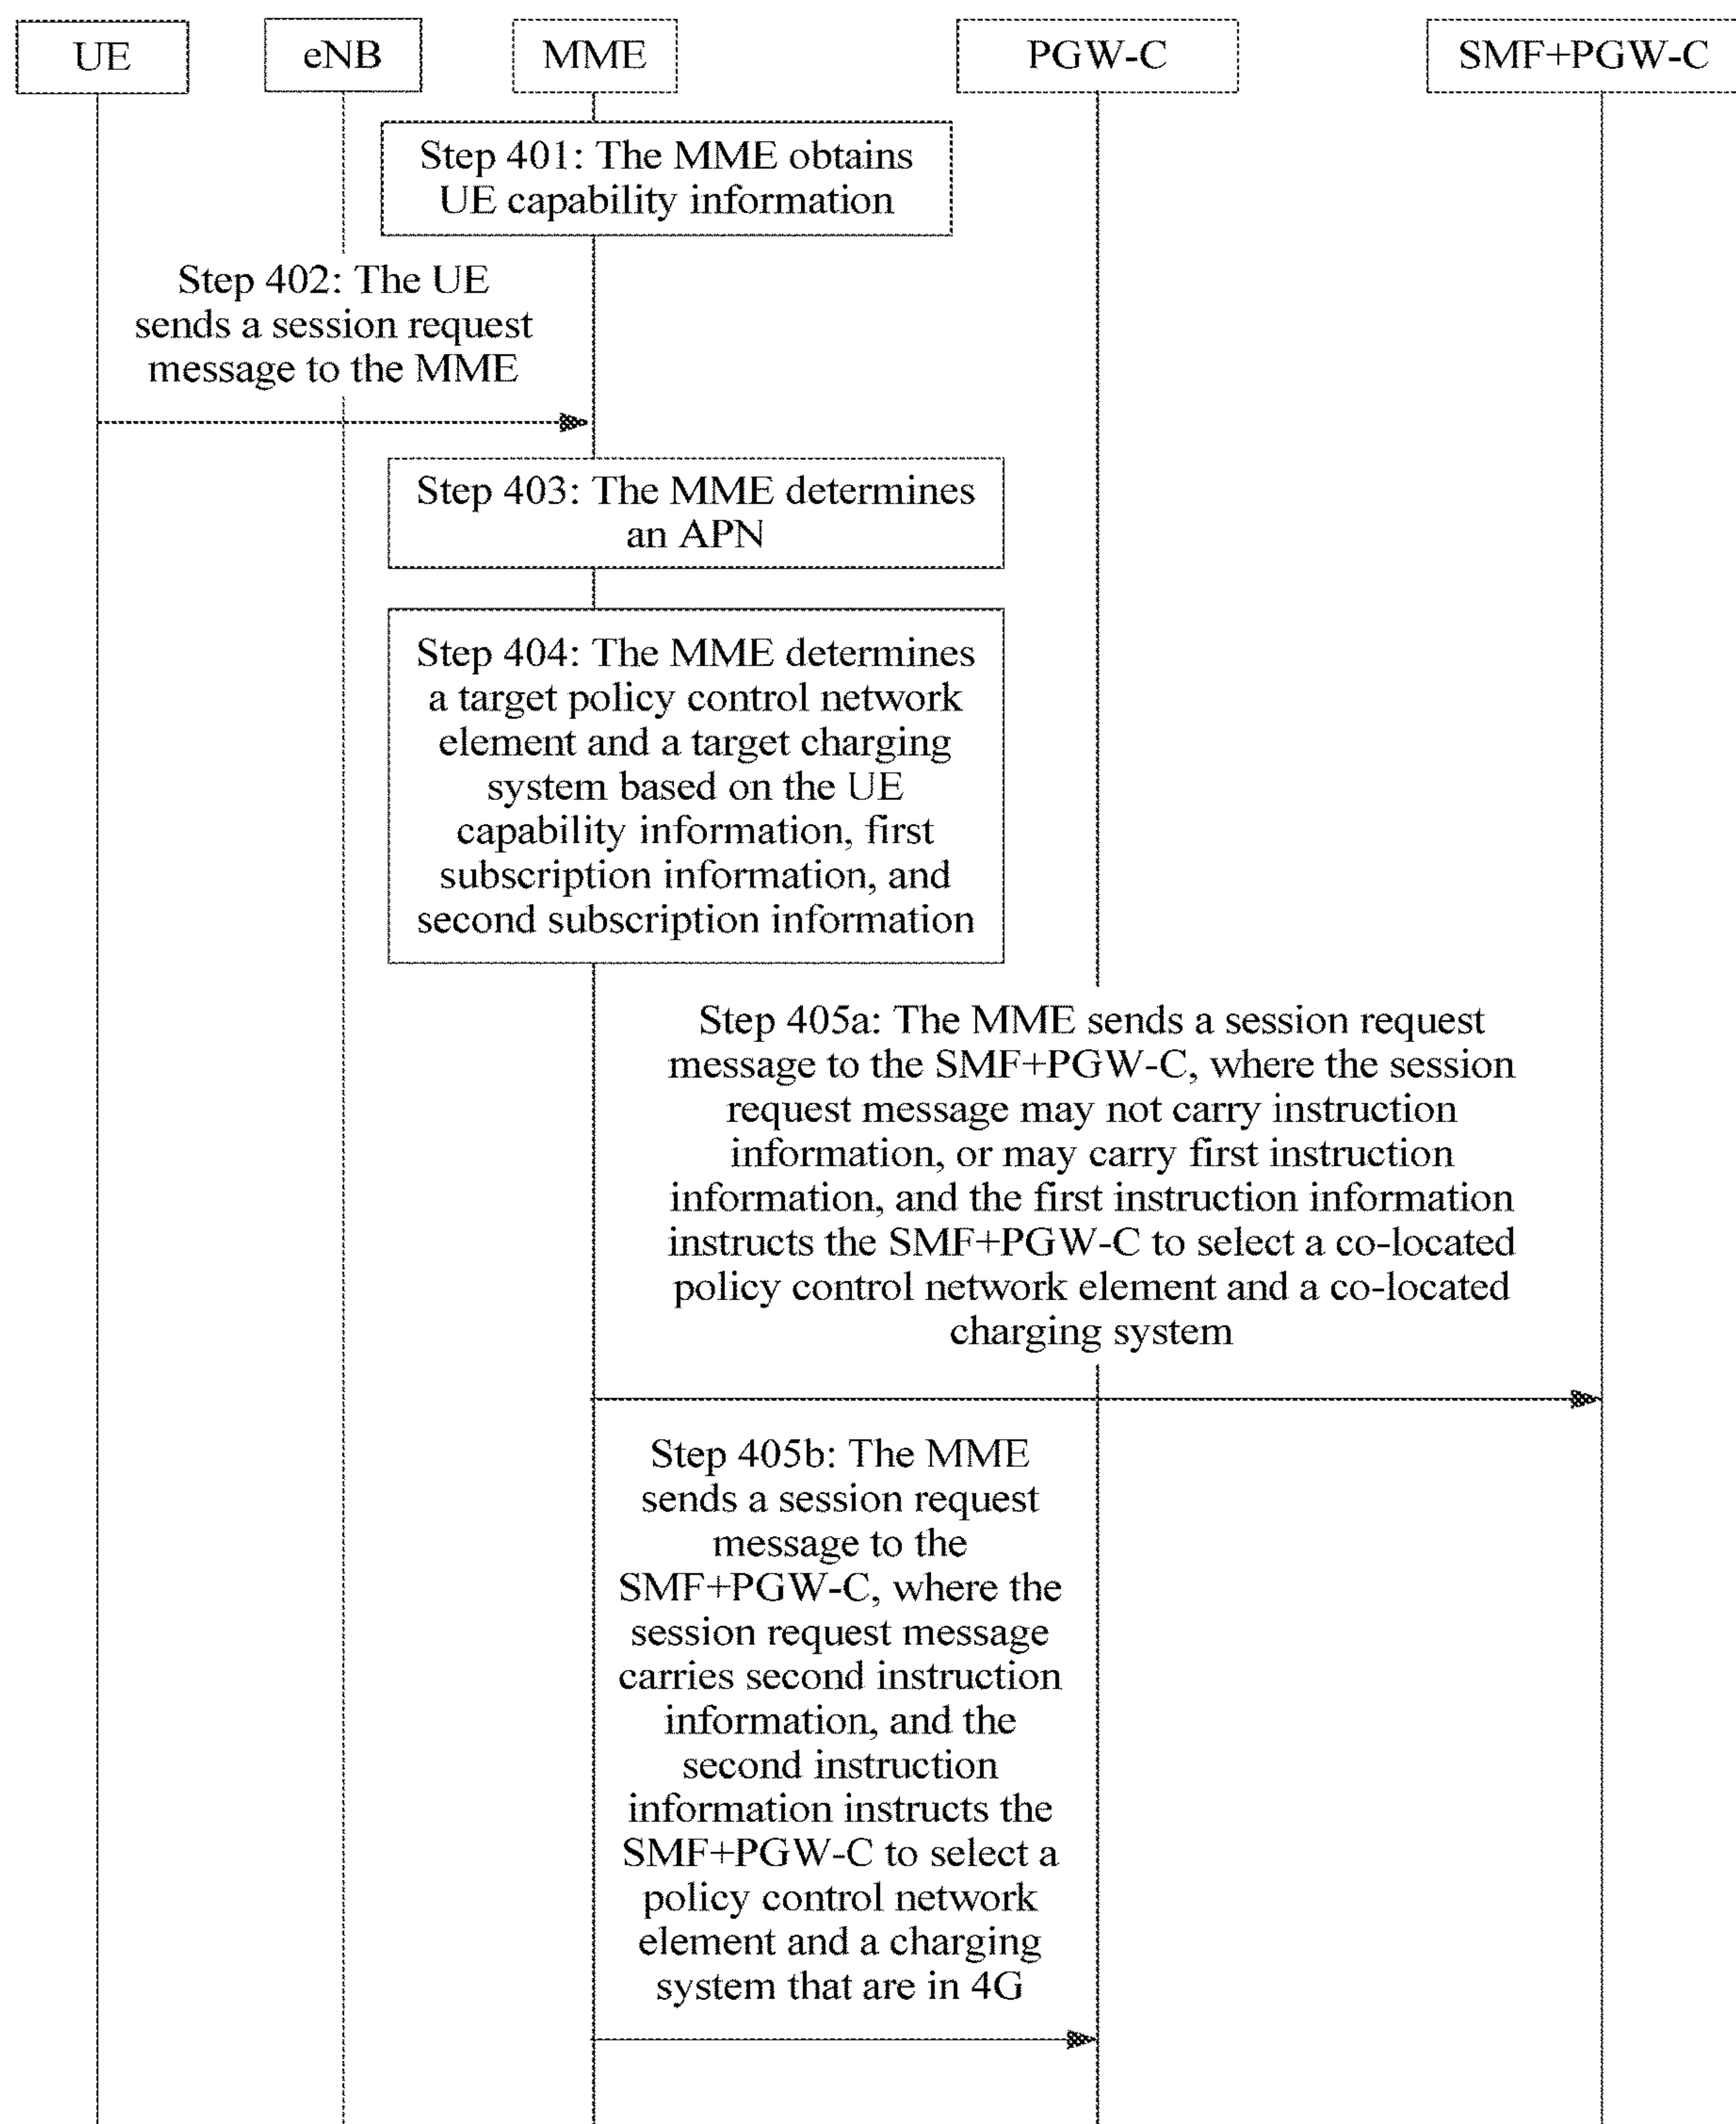 UE
eNB
MME
PGW-C
SMF+PGW-C
Step 401: The MME obtains
UE capability information
Step 402: The UE
sends a session request
message to the MME
Step 403: The MME determines
an APN
Step 404: The MME determines
a target policy control network
element and a target charging
system based on the UE
capability information, first
subscription information, and
second subscription information
Step 405a: The MME sends a session request
message to the SMF+PGW-C, where the session
request message may not carry instruction
information, or may carry first instruction
information, and the first instruction information
instructs the SMF+PGW-C to select a co-located
policy control network element and a co-located
charging system
Step 405b: The MME
sends a session request
message to the
SMF+PGW-C, where the
session request message
carries second instruction
information, and the
second instruction
information instructs the
SMF+PGW-C to select a
policy control network
element and a charging
system that are in 4G